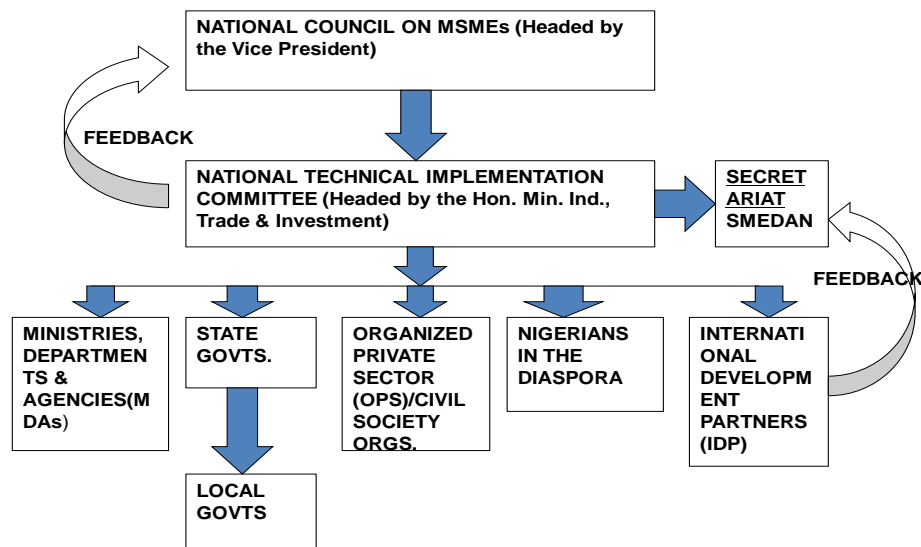 NATIONAL COUNCIL ON MSMEs (Headed by
the Vice President)
FEEDBACK
NATIONAL TECHNICAL IMPLEMENTATION
COMMITTEE (Headed by the Hon. Min. Ind.,
Trade & Investment)
SECRET
ARIAT
SMEDAN
FEEDBACK
MINISTRIES,
DEPARTMEN
TS &
AGENCIES(M
DAs)
STATE
GOVTS.
ORGANIZED
PRIVATE
SECTOR
(OPS)/CIVIL
SOCIETY
ORGS.
NIGERIANS
IN THE
DIASPORA
INTERNATI
ONAL
DEVELOPM
ENT
PARTNERS
(IDP)
LOCAL
GOVTS